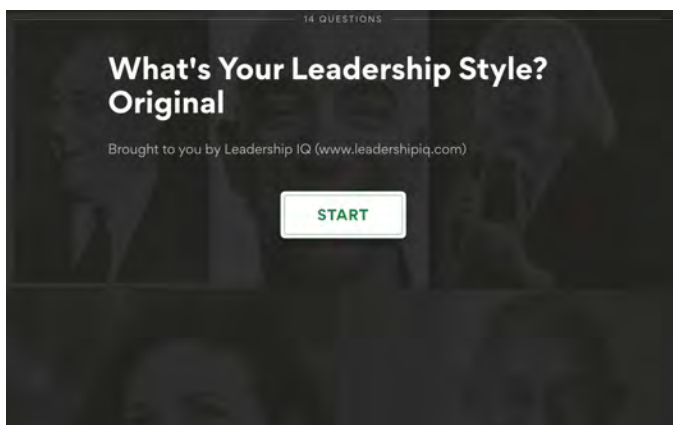 14 QUESTIONS
What's Your Leadership Style?
Original
Brought to you by Leadership IQ (www.leadershipiq.com)
START